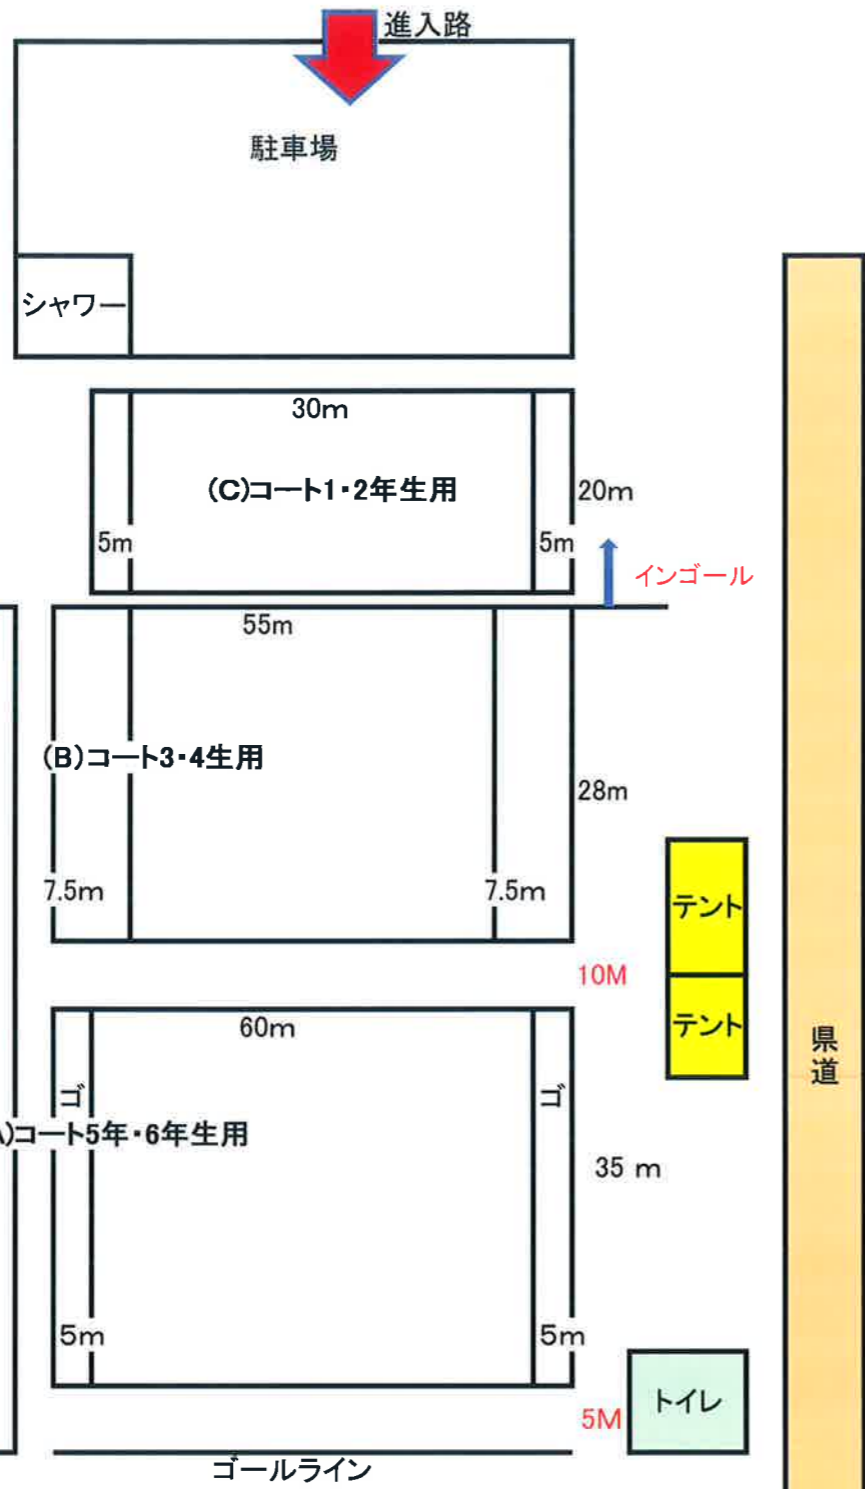 進入路
駐車場
シャワー
30m
(C)コート1・2年生用
20m
5m
5m
インゴール
55m
(B)コート3・4生用
28m
7.5m
7.5m
テント
10M
テント
60m
県道
ゴ
ゴ
A)コート5年・6年生用
35 m
5m
5m
トイレ
5M
ゴールライン